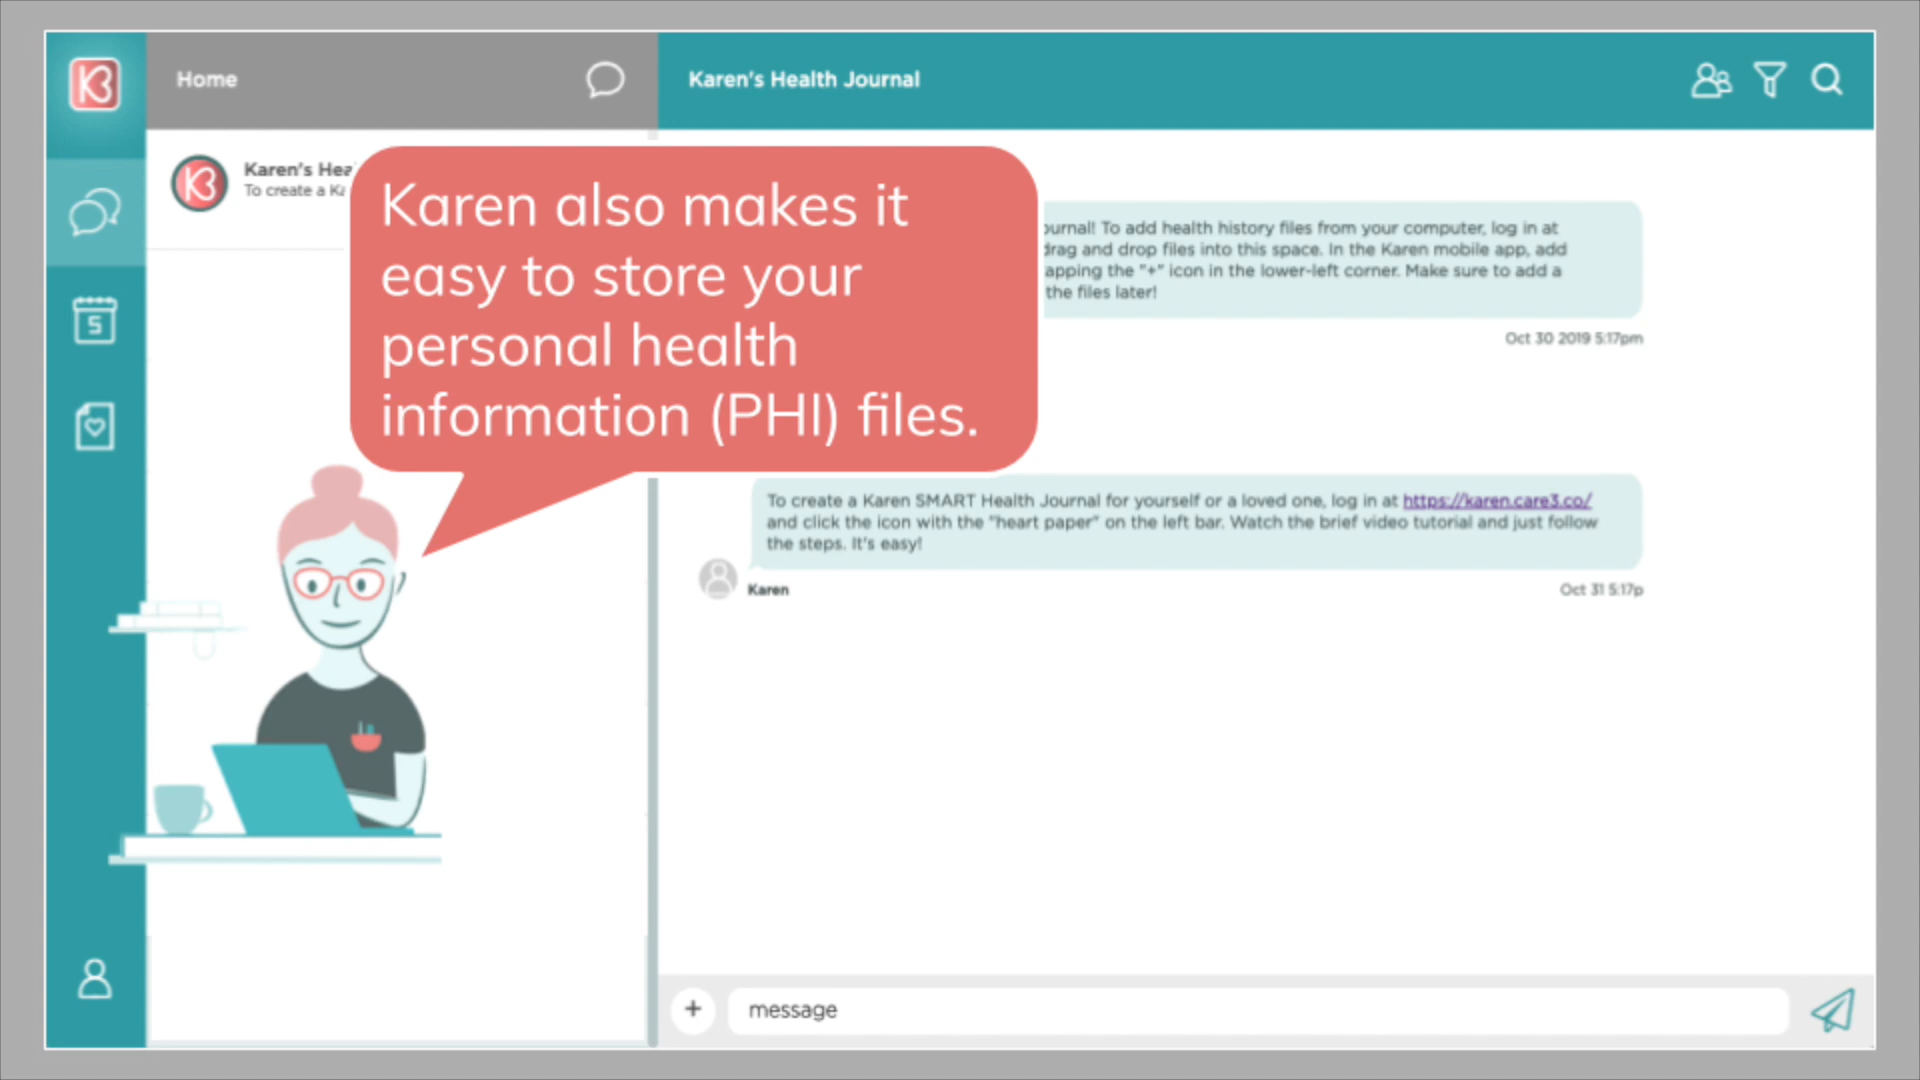 Home
Karen's Health Journal
Karen's Hea
To create a Ka
Karen also makes it
easy to store your
personal health
information (PHI) files.
ournal! To add health history files from your computer, log in at
drag and drop files into this space. In the Karen mobile app, add
apping the "+" icon in the lower-left corner. Make sure to add a
the files later!
Oct 30 2019 5:17pm
To create a Karen SMART Health Journal for yourself or a loved one, log in at https://karen.care3.co/
and click the icon with the "heart paper" on the left bar. Watch the brief video tutorial and just follow
the steps. It's easy!
Karen
Oct 31 5:17p
5
+
message